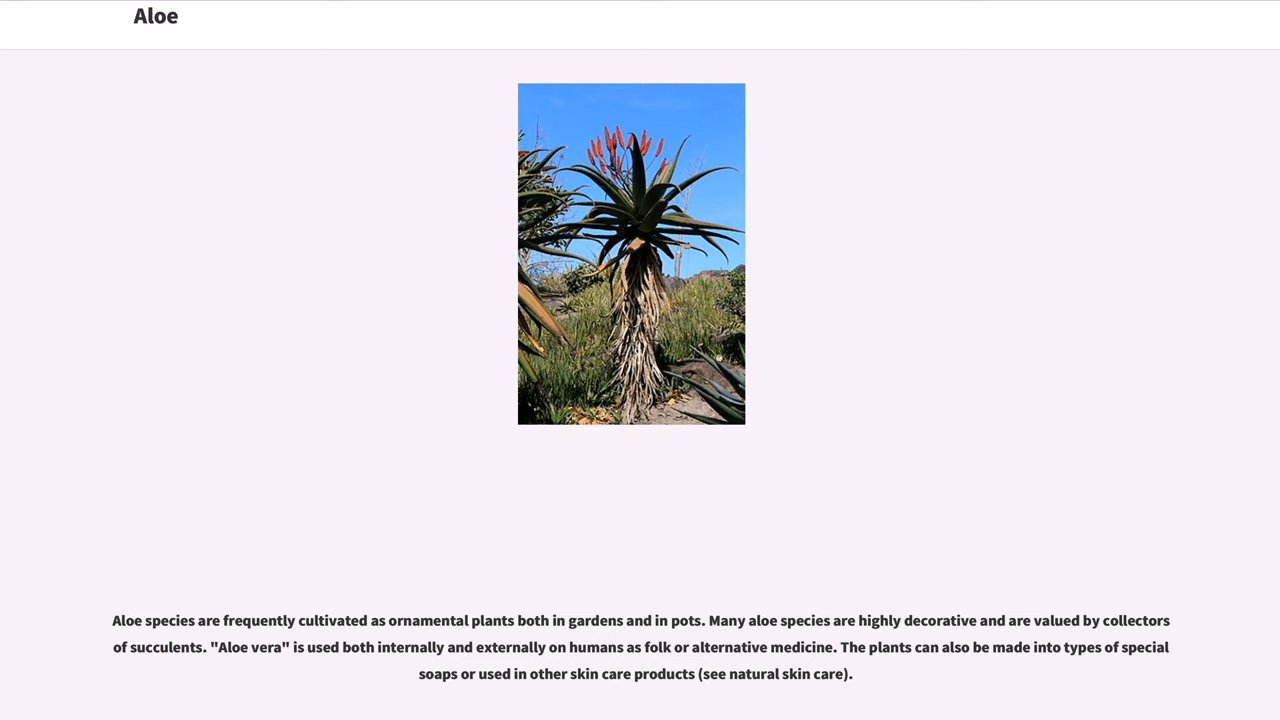 Aloe
Aloe species are frequently cultivated as ornamental plants both in gardens and in pots. Many aloe species are highly decorative and are valued by collectors
of succulents. "Aloe vera" is used both internally and externally on humans as folk or alternative medicine. The plants can also be made into types of special
soaps or used in other skin care products (see natural skin care).